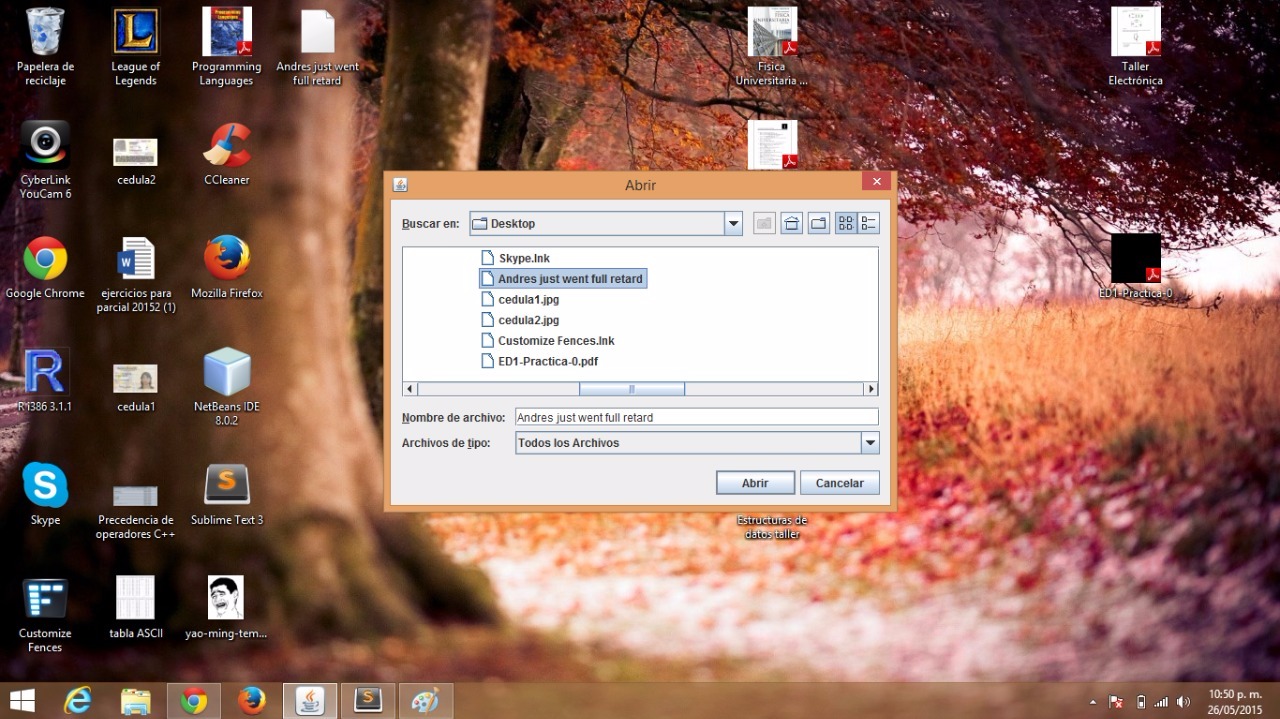 Papelera de
reciclaje
League of
Legends
Programming
Languages
Andres just went
full retard
Fisica
Universitaria ...
Taller
Electrónica
CyberLink
YouCam 6
cedula2
CCleaner
Google Chrome
ejercicios para
parcial 20152 (1)
Mozilla Firefox
ED1-Practica-0
R i386 3.1.1
cedula1
NetBeans IDE
8.0.2
Skype
Precedencia de
operadores C++
Sublime Text 3
Estructuras de
datos taller
Customize
Fences
tabla ASCII
yao-ming-tem...
Abrir
Buscar en:
Desktop
Skype.lnk
Andres just went full retard
cedula1.jpg
cedula2.jpg
Customize Fences.lnk
ED1-Practica-0.pdf
Nombre de archivo:
Andres just went full retard
Archivos de tipo:
Todos los Archivos
Abrir
Cancelar
10:50 p. m.
26/05/2015